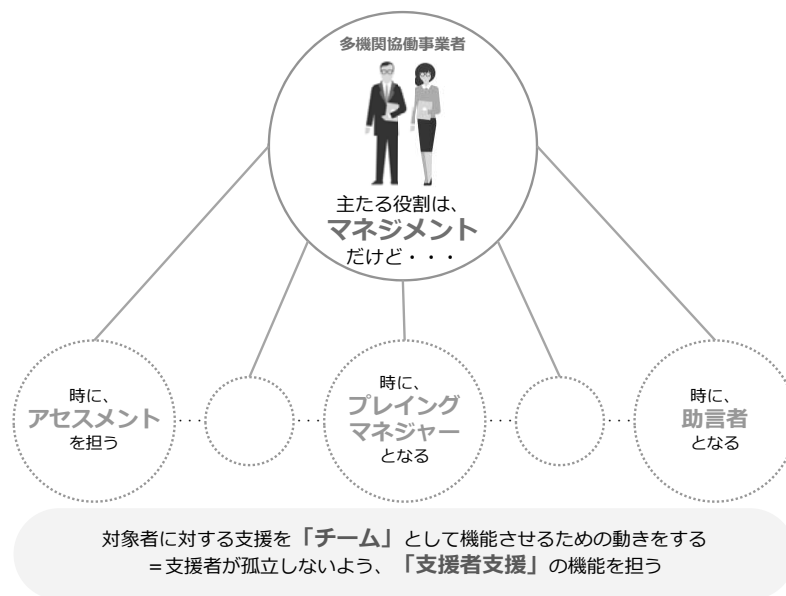 多機関協働事業者
主たる役割は、
マネジメント
だけど・・・
時に、
アセスメント
を担う
・・・
・・・
時に、
プレイング
マネジャー
となる
・・・
・・・
時に、
助言者
となる
対象者に対する支援を「チーム」として機能させるための動きをする
＝支援者が孤立しないよう、「支援者支援」の機能を担う